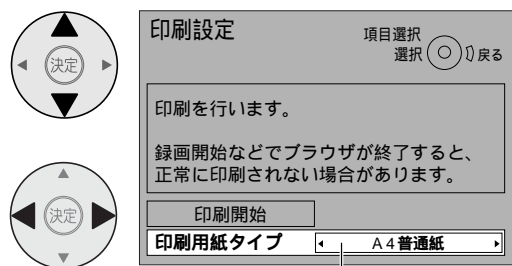 決定
印刷設定
項目選択
選択 戻る
印刷を行います。
録画開始などでブラウザが終了すると、
正常に印刷されない場合があります。
決定
印刷開始
印刷用紙タイプ A4普通紙